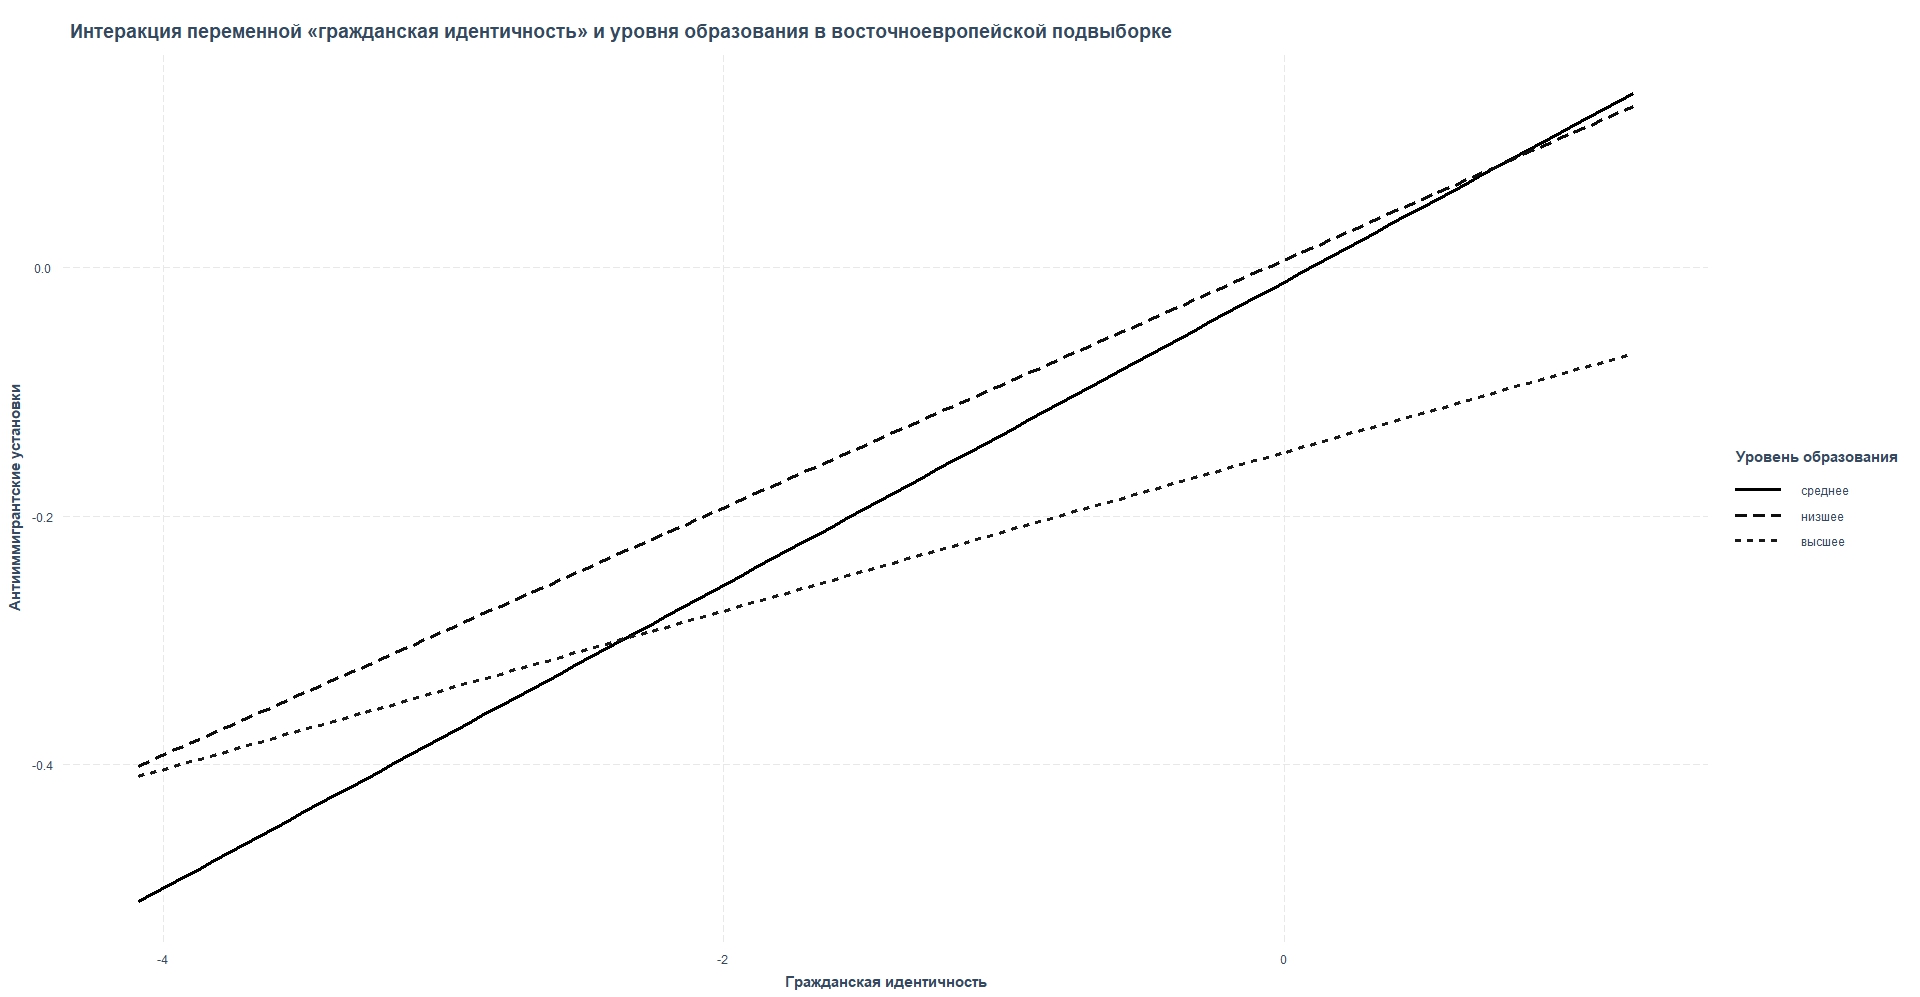 Интеракция переменной «гражданская идентичность» и уровня образования в восточноевропейской подвыборке
Антииммигрантские установки
0.0
-0.2
-0.4
-4
-2
0
Гражданская идентичность
Уровень образования
среднее
низшее
высшее